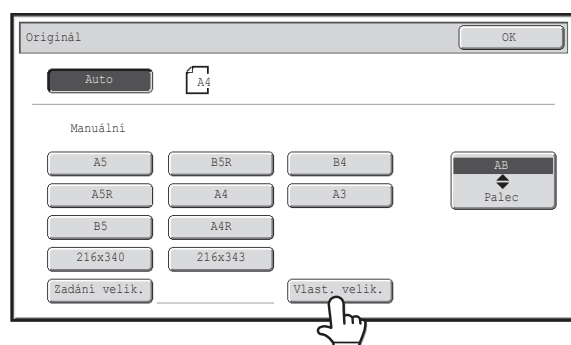 Originál OK
Auto A4
Manuální
A5 B5R B4 AB
A5R A4 A3 Palec
B5 A4R
216x340 216x343
Zadání velik. Vlast. velik.